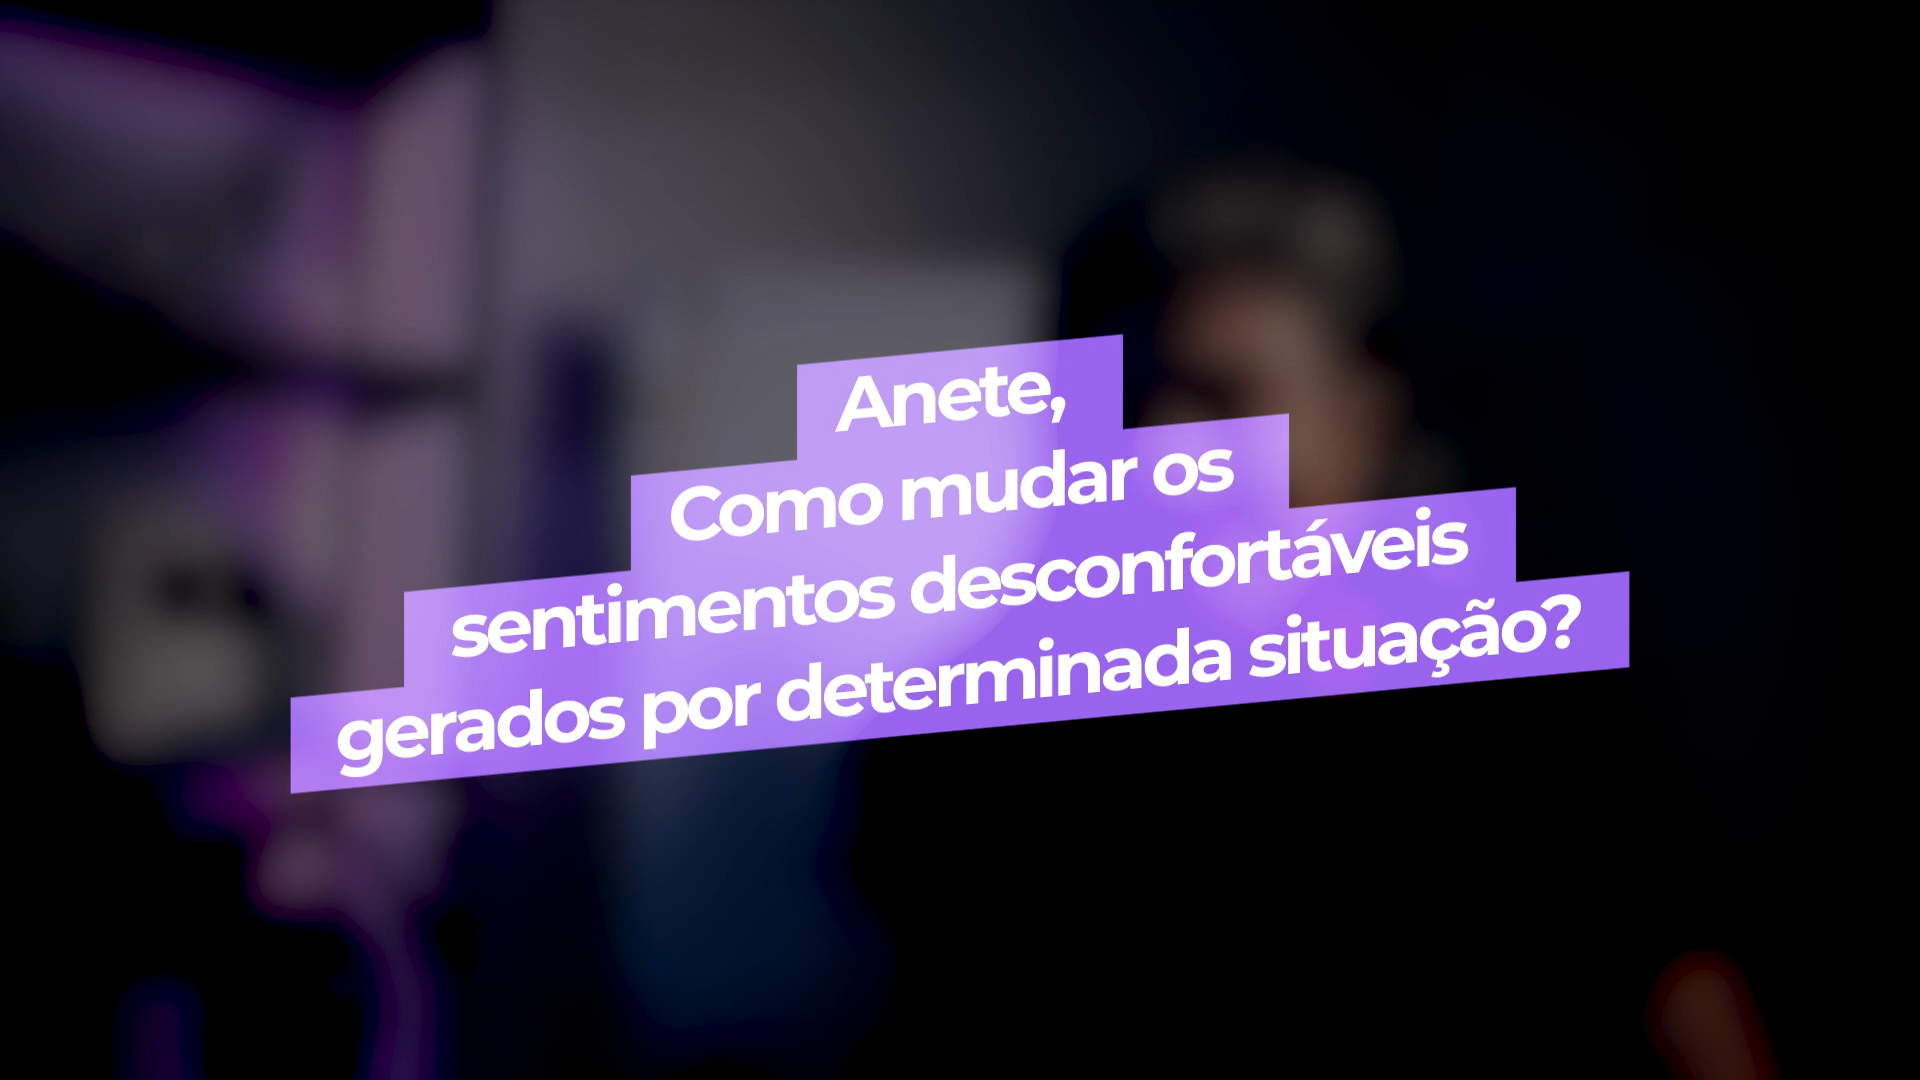 Anete,
Como mudar os
sentimentos desconfortáveis
gerados por determinada situação?